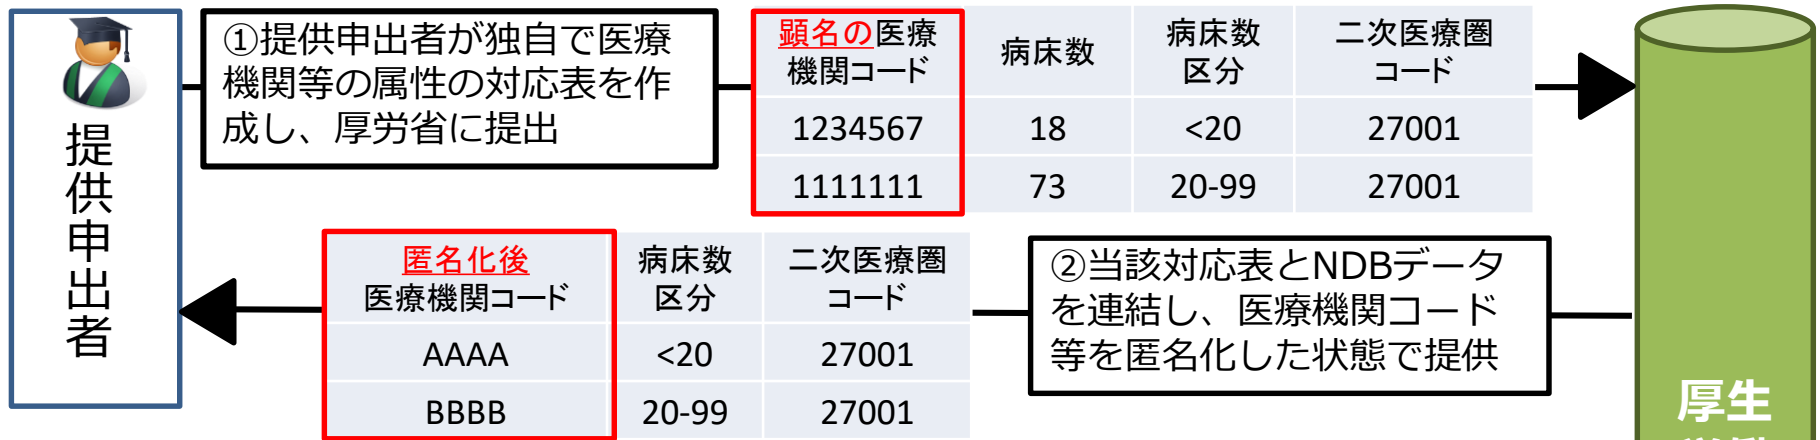 提供申出者
①提供申出者が独自で医療
機関等の属性の対応表を作
成し、厚労省に提出
顕名の医療
機関コード
病床数
病床数
区分
二次医療圏
コード
1234567 18 <20 27001
1111111 73 20-99 27001
匿名化後
医療機関コード
病床数
区分
二次医療圏
コード
AAAA <20 27001
BBBB 20-99 27001
②当該対応表とNDBデータ
を連結し、医療機関コード
等を匿名化した状態で提供
厚生